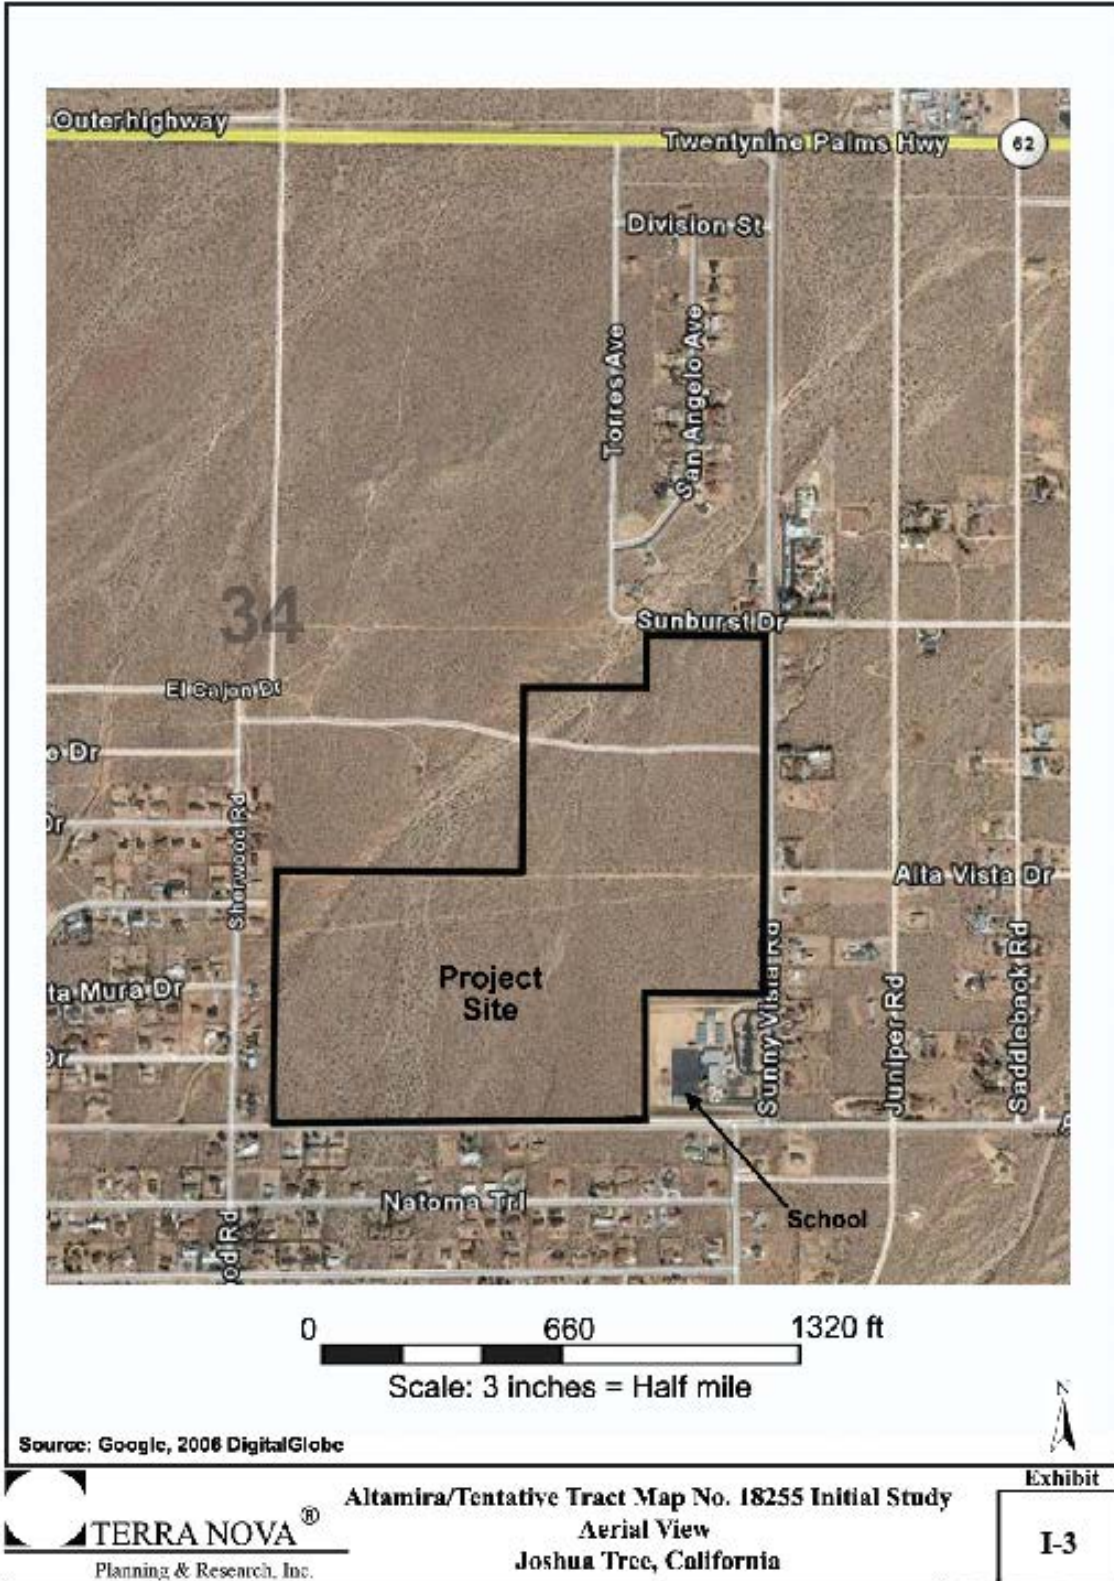 Outerhighway
Twentynine Palms Hwy
62
Division St
Torres Ave
San Angelo Ave
34
Sunburst Dr
El Cajon Dr
e Dr
Dr
Sherwood Rd
Alta Vista Dr
Project
Site
ta Mura Dr
Dr
Sunny Vista Rd
Juniper Rd
Saddleback Rd
A
Natoma Trl
School
od Rd
0 660 1320 ft
Scale: 3 inches = Half mile
N
Source: Google, 2006 DigitalGlobe
TERRA NOVA®
Planning & Research, Inc.
Altamira/Tentative Tract Map No. 18255 Initial Study
Aerial View
Joshua Tree, California
Exhibit
I-3